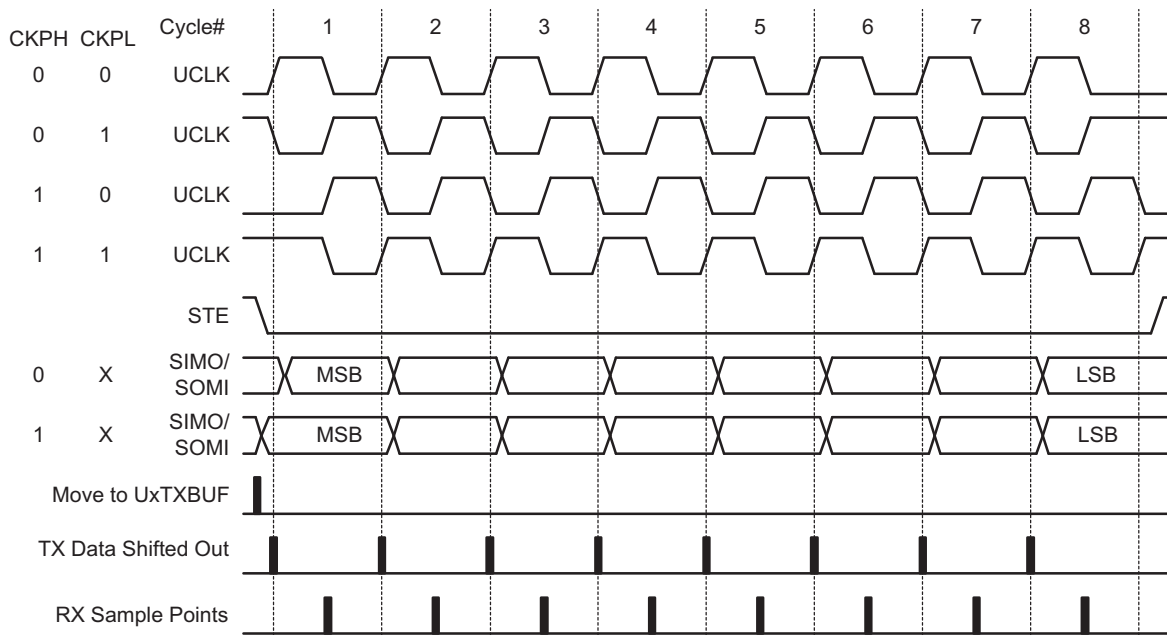 Cycle# 1 2 3 4 5 6 7 8
CKPH CKPL
0 0 UCLK
0 1 UCLK
1 0 UCLK
1 1 UCLK
STE
0 X SIMO/
SOMI MSB LSB
1 X SIMO/
SOMI MSB LSB
Move to UxTXBUF
TX Data Shifted Out
RX Sample Points